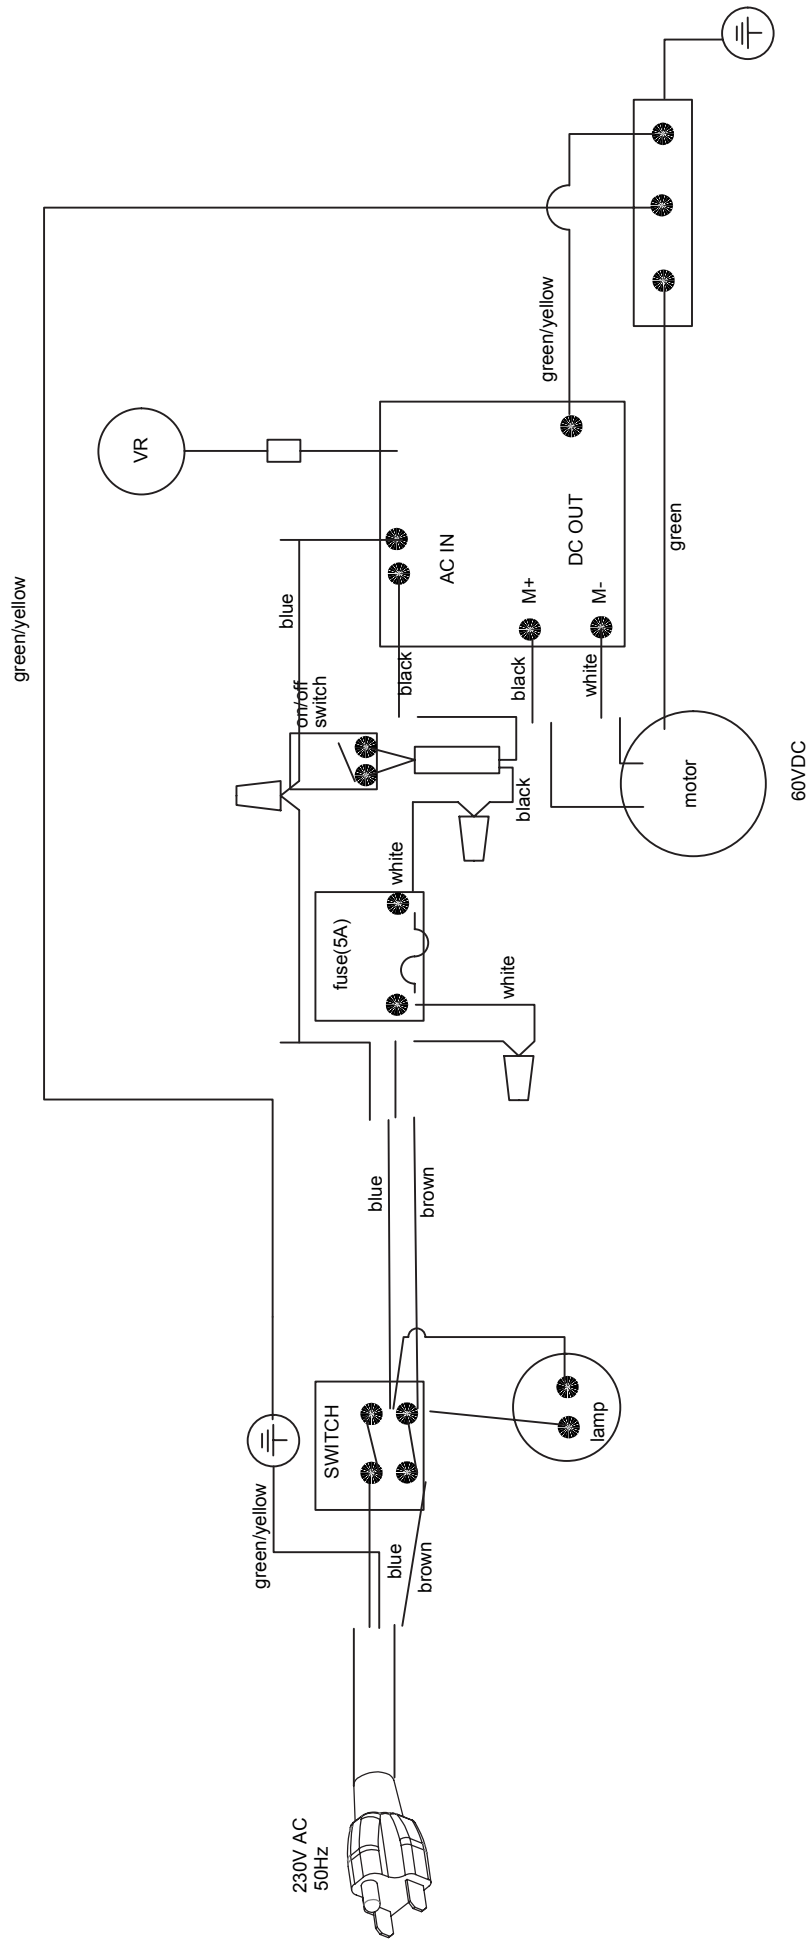 230V AC
50Hz
green/yellow
blue
brown
SWITCH
lamp
blue
brown
green/yellow
fuse(5A)
white
white
on/off
switch
blue
black
black
black
white
AC IN
M+
M-
DC OUT
VR
green/yellow
green
motor
60VDC